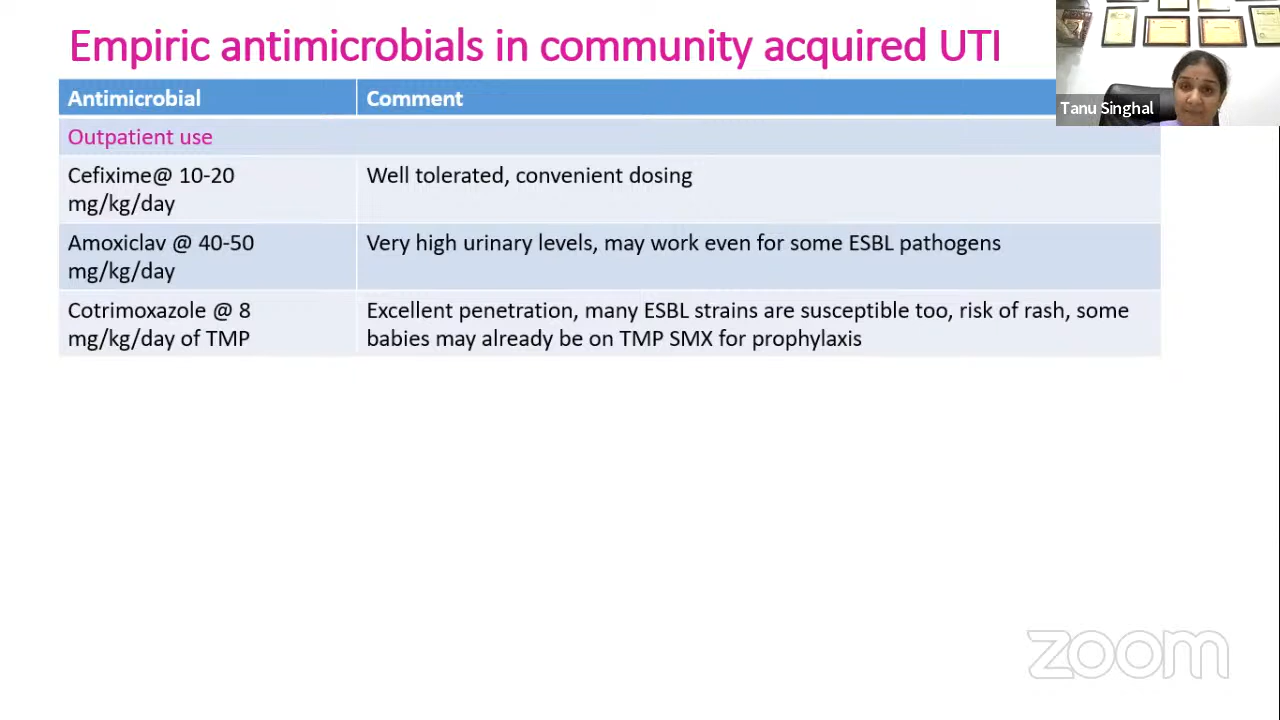 Empiric antimicrobials in community acquired UTI
Antimicrobial
Comment
Outpatient use
Cefixime@ 10-20
mg/kg/day
Well tolerated, convenient dosing
Amoxiclav @ 40-50
mg/kg/day
Very high urinary levels, may work even for some ESBL pathogens
Cotrimoxazole @ 8
mg/kg/day of TMP
Excellent penetration, many ESBL strains are susceptible too, risk of rash, some
babies may already be on TMP SMX for prophylaxis
Tanu Singhal
zoom